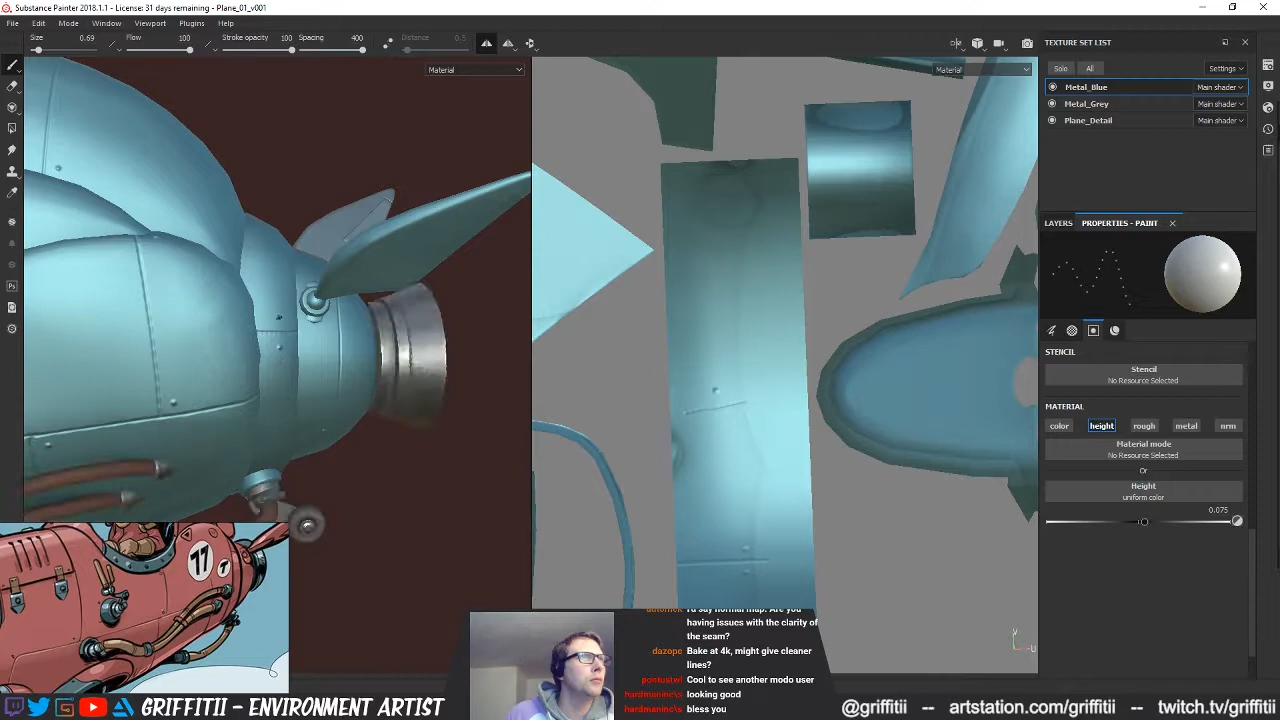 Substance Painter 2018.1.1 - License: 31 days remaining - Plane_01_v001
File Edit Mode Window Viewport Plugins Help
Size 0.69 Flow 100 Stroke opacity 100 Spacing 400 Distance 0.5
Material
Material
TEXTURE SET LIST
Solo All Settings
Metal_Blue Main shader
Metal_Grey Main shader
Plane_Detail Main shader
LAYERS PROPERTIES - PAINT
STENCIL
Stencil
No Resource Selected
MATERIAL
color height rough metal nrm
Material mode
No Resource Selected
Or
Height
uniform color
0.075
Ps
77
T
Y
U
I'd say normal map. Are you
having issues with the clarity of
the seam?
dazopc Bake at 4k, might give cleaner
lines?
pontustwl Cool to see another modo user
looking good
bless you
GRIFFITII - ENVIRONMENT ARTIST
@griffitii -- artstation.com/griffitii -- twitch.tv/griffitii